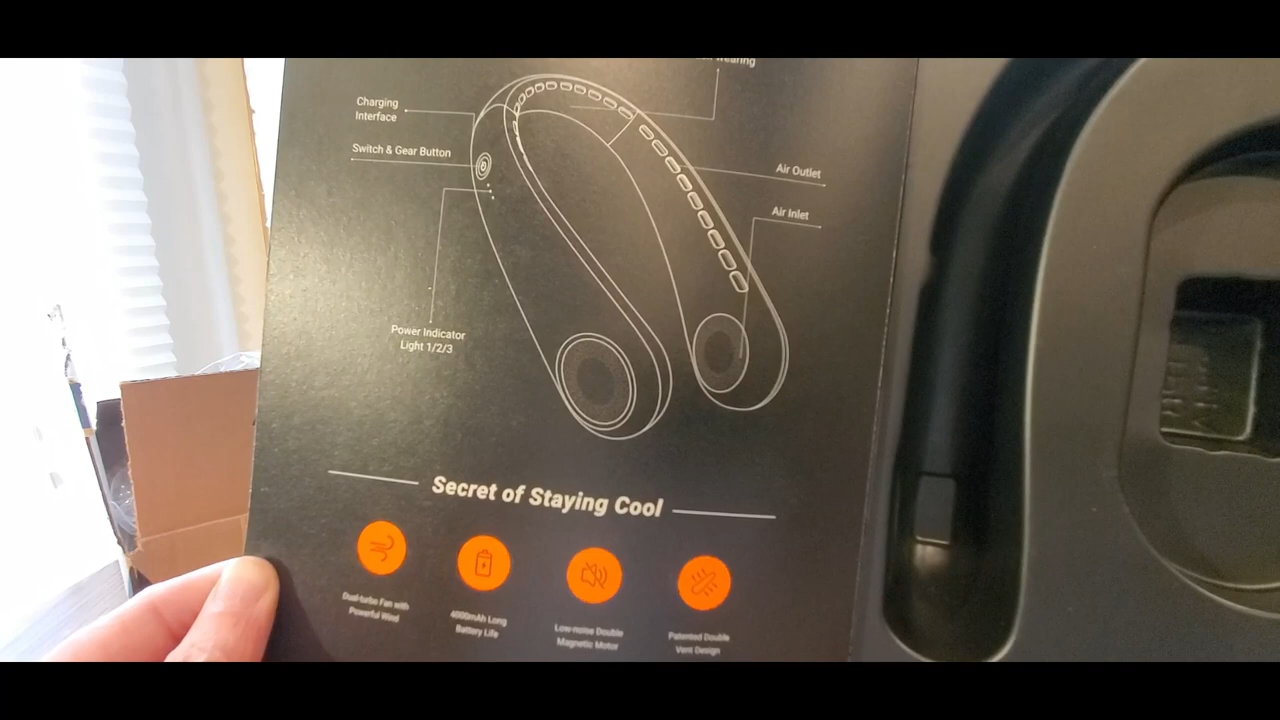 Charging
Interface
Switch & Gear Button
Air Outlet
Air Inlet
Power Indicator
Light 1/2/3
Secret of Staying Cool
Dual-turbo Fan with
Powerful Wind
4000mAh Long
Battery Life
Low-noise Double
Magnetic Motor
Patented Double
Vent Design